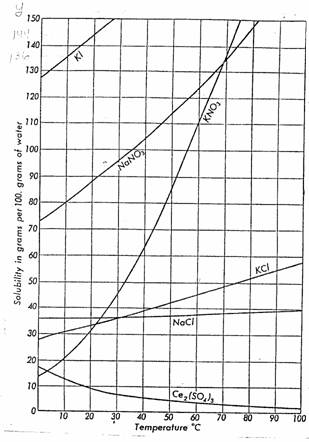 y
144
136
150
140
130
120
110
100
90
80
70
60
50
40
30
20
10
0
Solubility in grams per 100. grams of water
KI
NaNO3
KNO3
KCl
NaCl
Ce2(SO4)3
10 20 30 40 50 60 70 80 90 100
Temperature °C